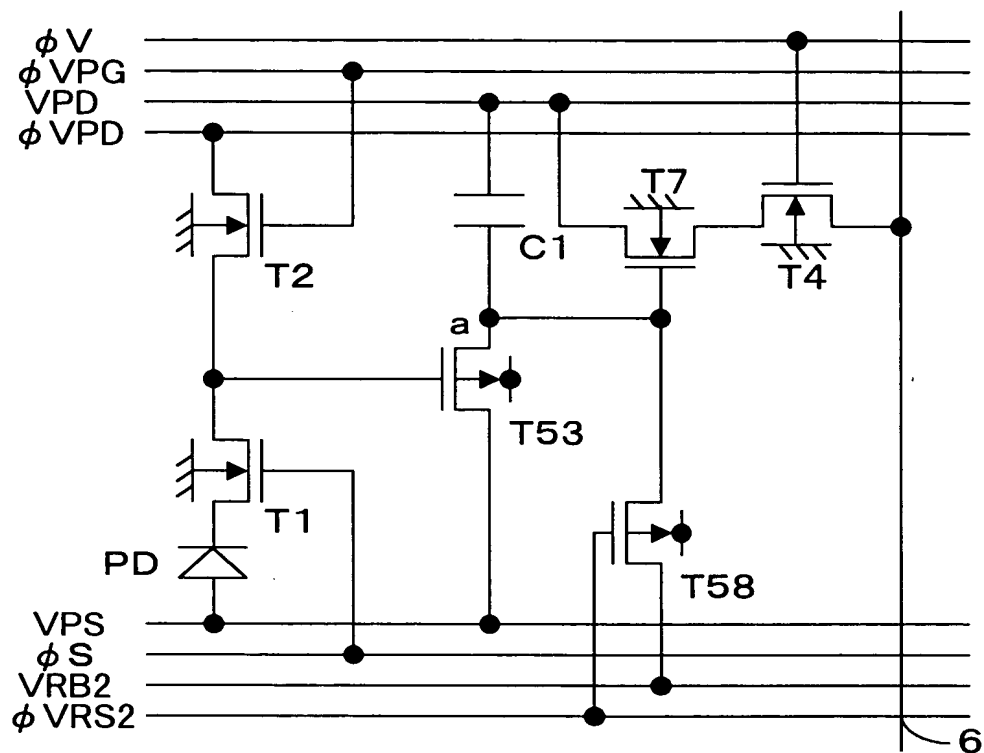 φV
φVPG
VPD
φVPD
T7
C1
T4
T2
a
T53
T1
PD
T58
VPS
φS
VRB2
φVRS2
6